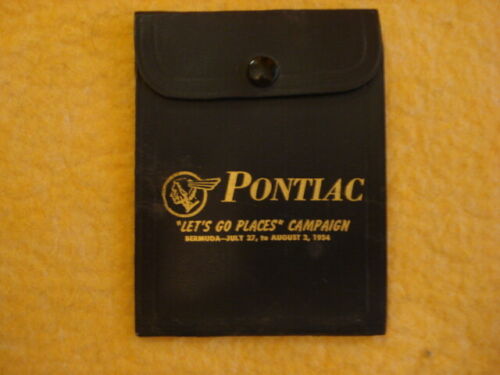 PONTIAC
"LET'S GO PLACES" CAMPAIGN
BERMUDA—JULY 27, to AUGUST 3, 1954